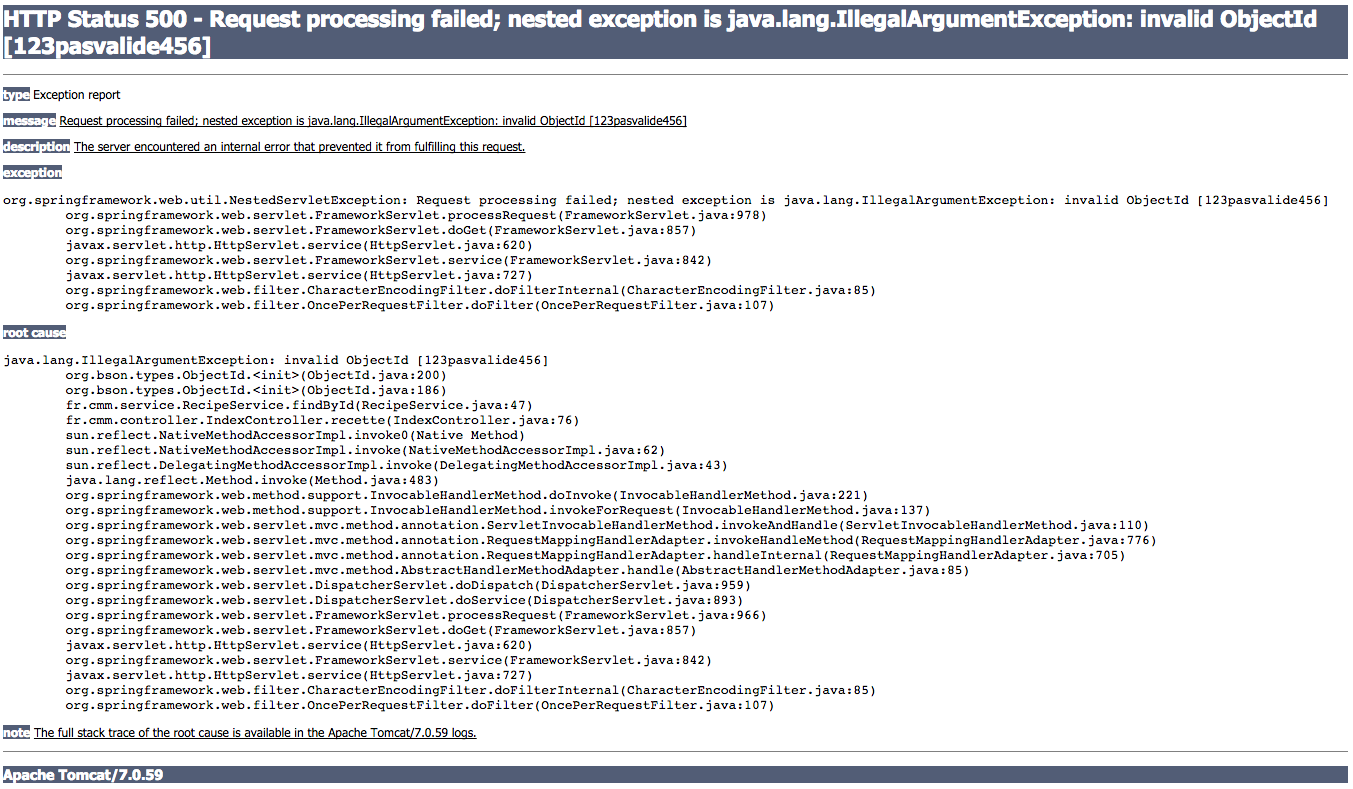 HTTP Status 500 - Request processing failed; nested exception is java.lang.IllegalArgumentException: invalid ObjectId
[123pasvalide456]
type Exception report
message Request processing failed; nested exception is java.lang.IllegalArgumentException: invalid ObjectId [123pasvalide456]
description The server encountered an internal error that prevented it from fulfilling this request.
exception
org.springframework.web.util.NestedServletException: Request processing failed; nested exception is java.lang.IllegalArgumentException: invalid ObjectId [123pasvalide456]
org.springframework.web.servlet.FrameworkServlet.processRequest(FrameworkServlet.java:978)
org.springframework.web.servlet.FrameworkServlet.doGet(FrameworkServlet.java:857)
javax.servlet.http.HttpServlet.service(HttpServlet.java:620)
org.springframework.web.servlet.FrameworkServlet.service(FrameworkServlet.java:842)
javax.servlet.http.HttpServlet.service(HttpServlet.java:727)
org.springframework.web.filter.CharacterEncodingFilter.doFilterInternal(CharacterEncodingFilter.java:85)
org.springframework.web.filter.OncePerRequestFilter.doFilter(OncePerRequestFilter.java:107)
root cause
java.lang.IllegalArgumentException: invalid ObjectId [123pasvalide456]
org.bson.types.ObjectId.<init>(ObjectId.java:200)
org.bson.types.ObjectId.<init>(ObjectId.java:186)
fr.cmm.service.RecipeService.findById(RecipeService.java:47)
fr.cmm.controller.IndexController.recette(IndexController.java:76)
sun.reflect.NativeMethodAccessorImpl.invoke0(Native Method)
sun.reflect.NativeMethodAccessorImpl.invoke(NativeMethodAccessorImpl.java:62)
sun.reflect.DelegatingMethodAccessorImpl.invoke(DelegatingMethodAccessorImpl.java:43)
java.lang.reflect.Method.invoke(Method.java:483)
org.springframework.web.method.support.InvocableHandlerMethod.doInvoke(InvocableHandlerMethod.java:221)
org.springframework.web.method.support.InvocableHandlerMethod.invokeForRequest(InvocableHandlerMethod.java:137)
org.springframework.web.servlet.mvc.method.annotation.ServletInvocableHandlerMethod.invokeAndHandle(ServletInvocableHandlerMethod.java:110)
org.springframework.web.servlet.mvc.method.annotation.RequestMappingHandlerAdapter.invokeHandleMethod(RequestMappingHandlerAdapter.java:776)
org.springframework.web.servlet.mvc.method.annotation.RequestMappingHandlerAdapter.handleInternal(RequestMappingHandlerAdapter.java:705)
org.springframework.web.servlet.mvc.method.AbstractHandlerMethodAdapter.handle(AbstractHandlerMethodAdapter.java:85)
org.springframework.web.servlet.DispatcherServlet.doDispatch(DispatcherServlet.java:959)
org.springframework.web.servlet.DispatcherServlet.doService(DispatcherServlet.java:893)
org.springframework.web.servlet.FrameworkServlet.processRequest(FrameworkServlet.java:966)
org.springframework.web.servlet.FrameworkServlet.doGet(FrameworkServlet.java:857)
javax.servlet.http.HttpServlet.service(HttpServlet.java:620)
org.springframework.web.servlet.FrameworkServlet.service(FrameworkServlet.java:842)
javax.servlet.http.HttpServlet.service(HttpServlet.java:727)
org.springframework.web.filter.CharacterEncodingFilter.doFilterInternal(CharacterEncodingFilter.java:85)
org.springframework.web.filter.OncePerRequestFilter.doFilter(OncePerRequestFilter.java:107)
note The full stack trace of the root cause is available in the Apache Tomcat/7.0.59 logs.
Apache Tomcat/7.0.59